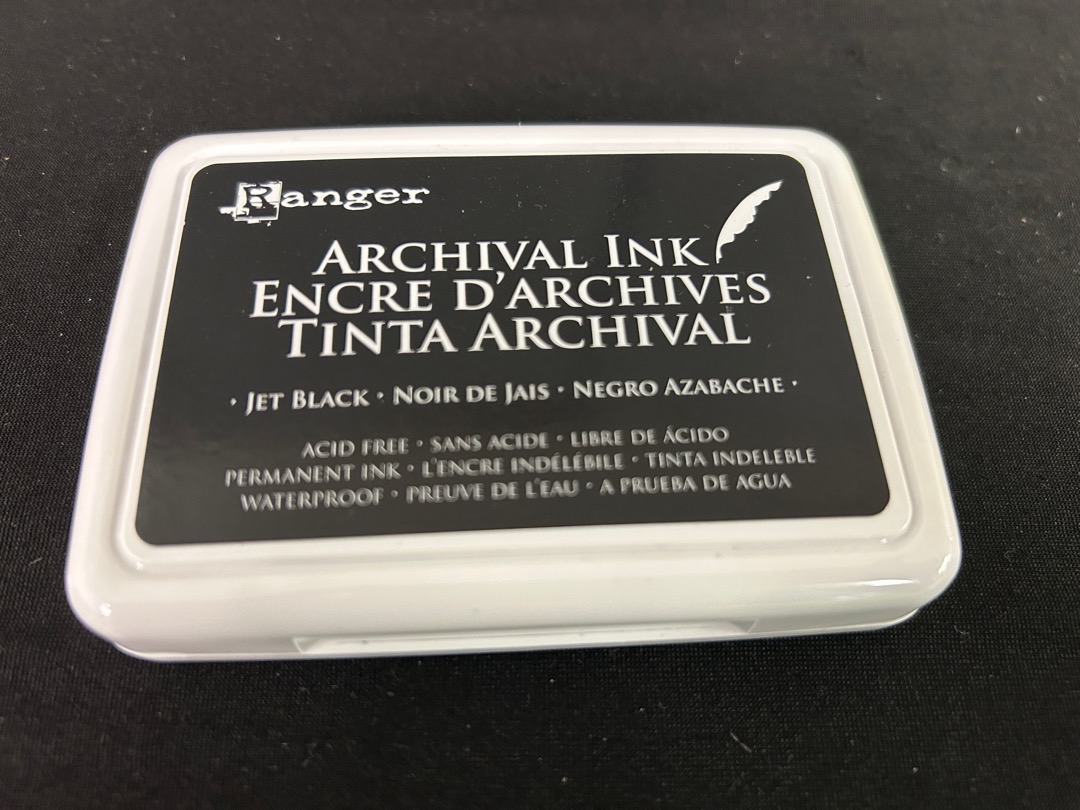 Ranger
ARCHIVAL INK
ENCRE D'ARCHIVES
TINTA ARCHIVAL
· JET BLACK · NOIR DE JAIS · NEGRO AZABACHE ·
ACID FREE · SANS ACIDE · LIBRE DE ÁCIDO
PERMANENT INK · L'ENCRE INDÉLÉBILE · TINTA INDELEBLE
WATERPROOF · PREUVE DE L'EAU · A PRUEBA DE AGUA